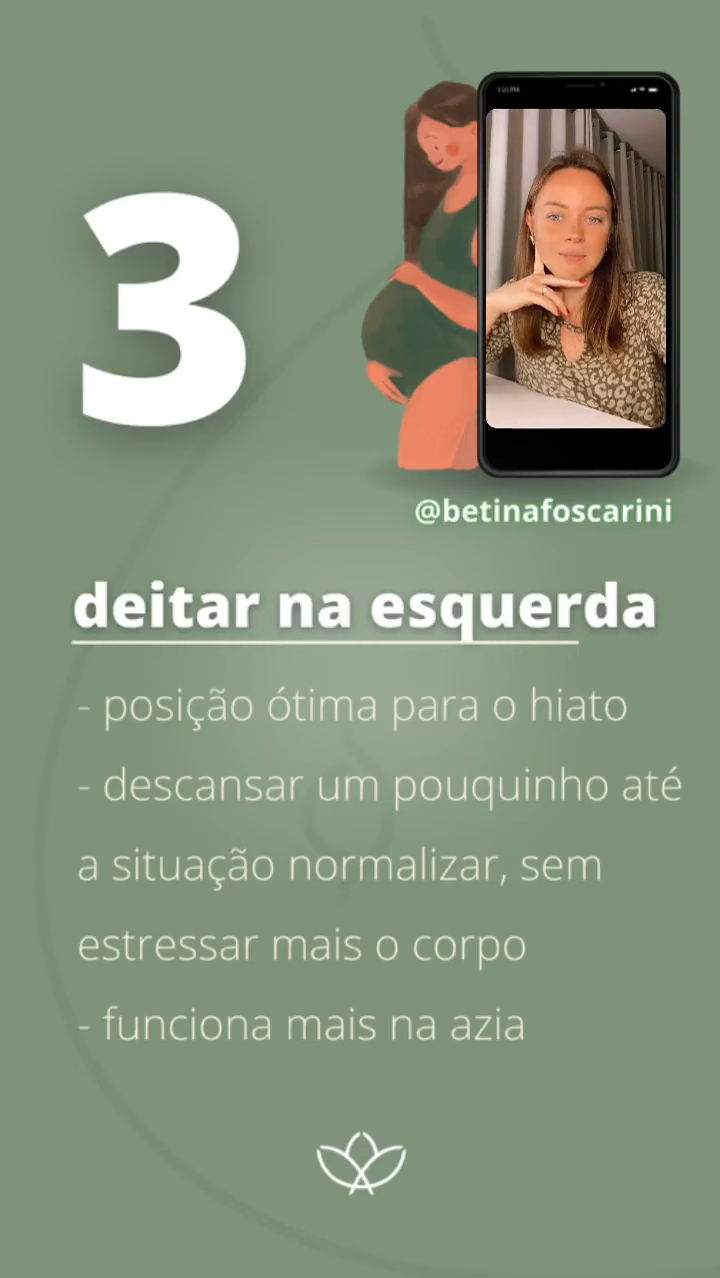 3
@betinafoscarini
deitar na esquerda
- posição ótima para o hiato
- descansar um pouquinho até
a situação normalizar, sem
estressar mais o corpo
- funciona mais na azia